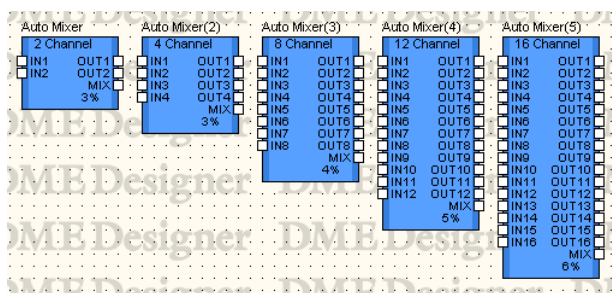 Auto Mixer
2 Channel
IN1 OUT1
IN2 OUT2
MIX
3%
Auto Mixer(2)
4 Channel
IN1 OUT1
IN2 OUT2
IN3 OUT3
IN4 OUT4
MIX
3%
Auto Mixer(3)
8 Channel
IN1 OUT1
IN2 OUT2
IN3 OUT3
IN4 OUT4
IN5 OUT5
IN6 OUT6
IN7 OUT7
IN8 OUT8
MIX
4%
Auto Mixer(4)
12 Channel
IN1 OUT1
IN2 OUT2
IN3 OUT3
IN4 OUT4
IN5 OUT5
IN6 OUT6
IN7 OUT7
IN8 OUT8
IN9 OUT9
IN10 OUT10
IN11 OUT11
IN12 OUT12
MIX
5%
Auto Mixer(5)
16 Channel
IN1 OUT1
IN2 OUT2
IN3 OUT3
IN4 OUT4
IN5 OUT5
IN6 OUT6
IN7 OUT7
IN8 OUT8
IN9 OUT9
IN10 OUT10
IN11 OUT11
IN12 OUT12
IN13 OUT13
IN14 OUT14
IN15 OUT15
IN16 OUT16
MIX
6%
DME Designer
DME Designer DME
DME Designer DME Designer